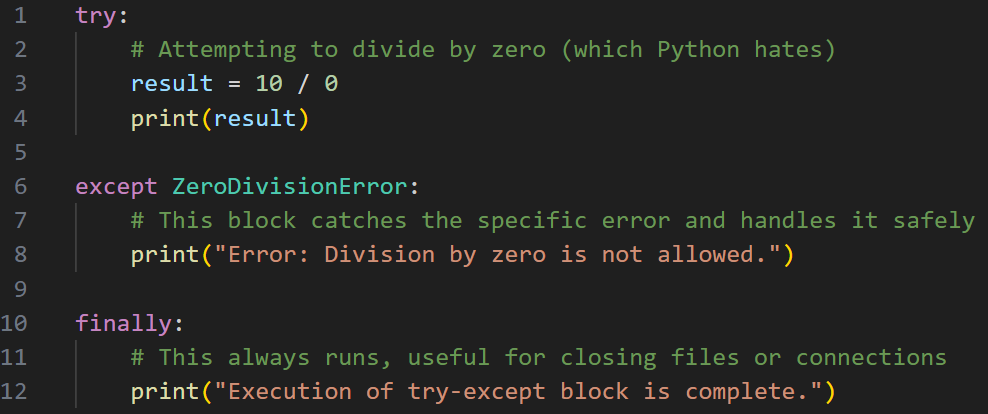 1 try:
2     # Attempting to divide by zero (which Python hates)
3     result = 10 / 0
4     print(result)
5
6 except ZeroDivisionError:
7     # This block catches the specific error and handles it safely
8     print("Error: Division by zero is not allowed.")
9
10 finally:
11     # This always runs, useful for closing files or connections
12     print("Execution of try-except block is complete.")